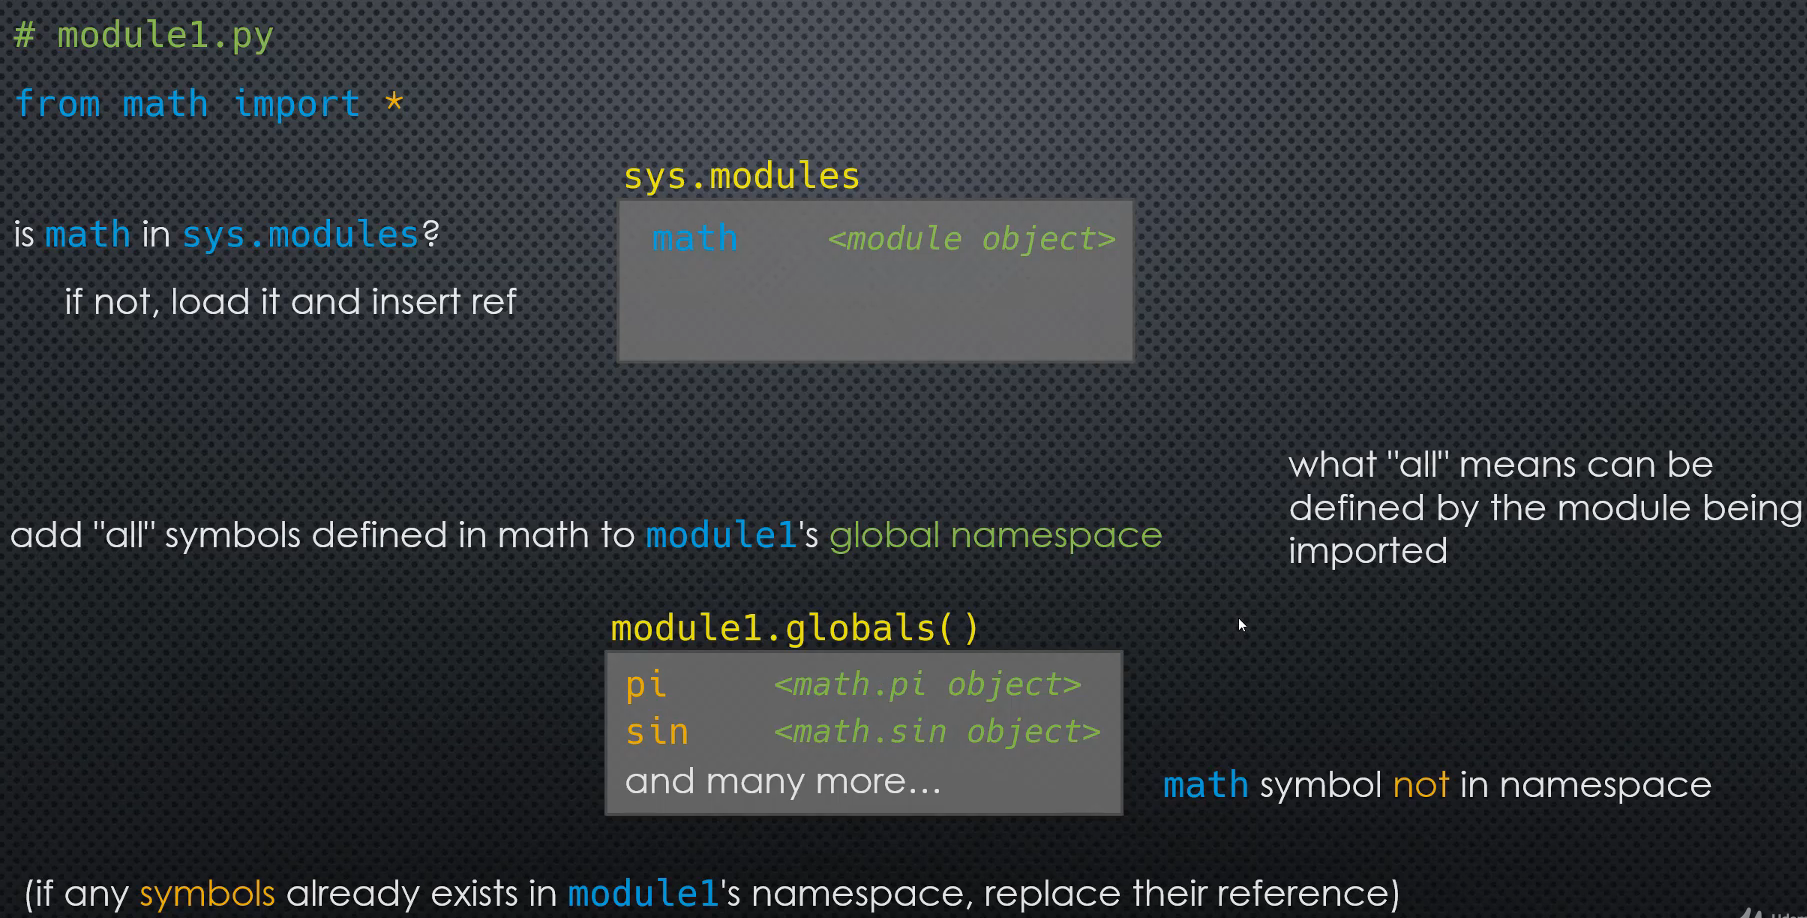 # module1.py
from math import *
sys.modules
is math in sys.modules?
math <module object>
if not, load it and insert ref
what "all" means can be
defined by the module being
imported
add "all" symbols defined in math to module1's global namespace
module1.globals()
pi <math.pi object>
sin <math.sin object>
and many more...
math symbol not in namespace
(if any symbols already exists in module1's namespace, replace their reference)